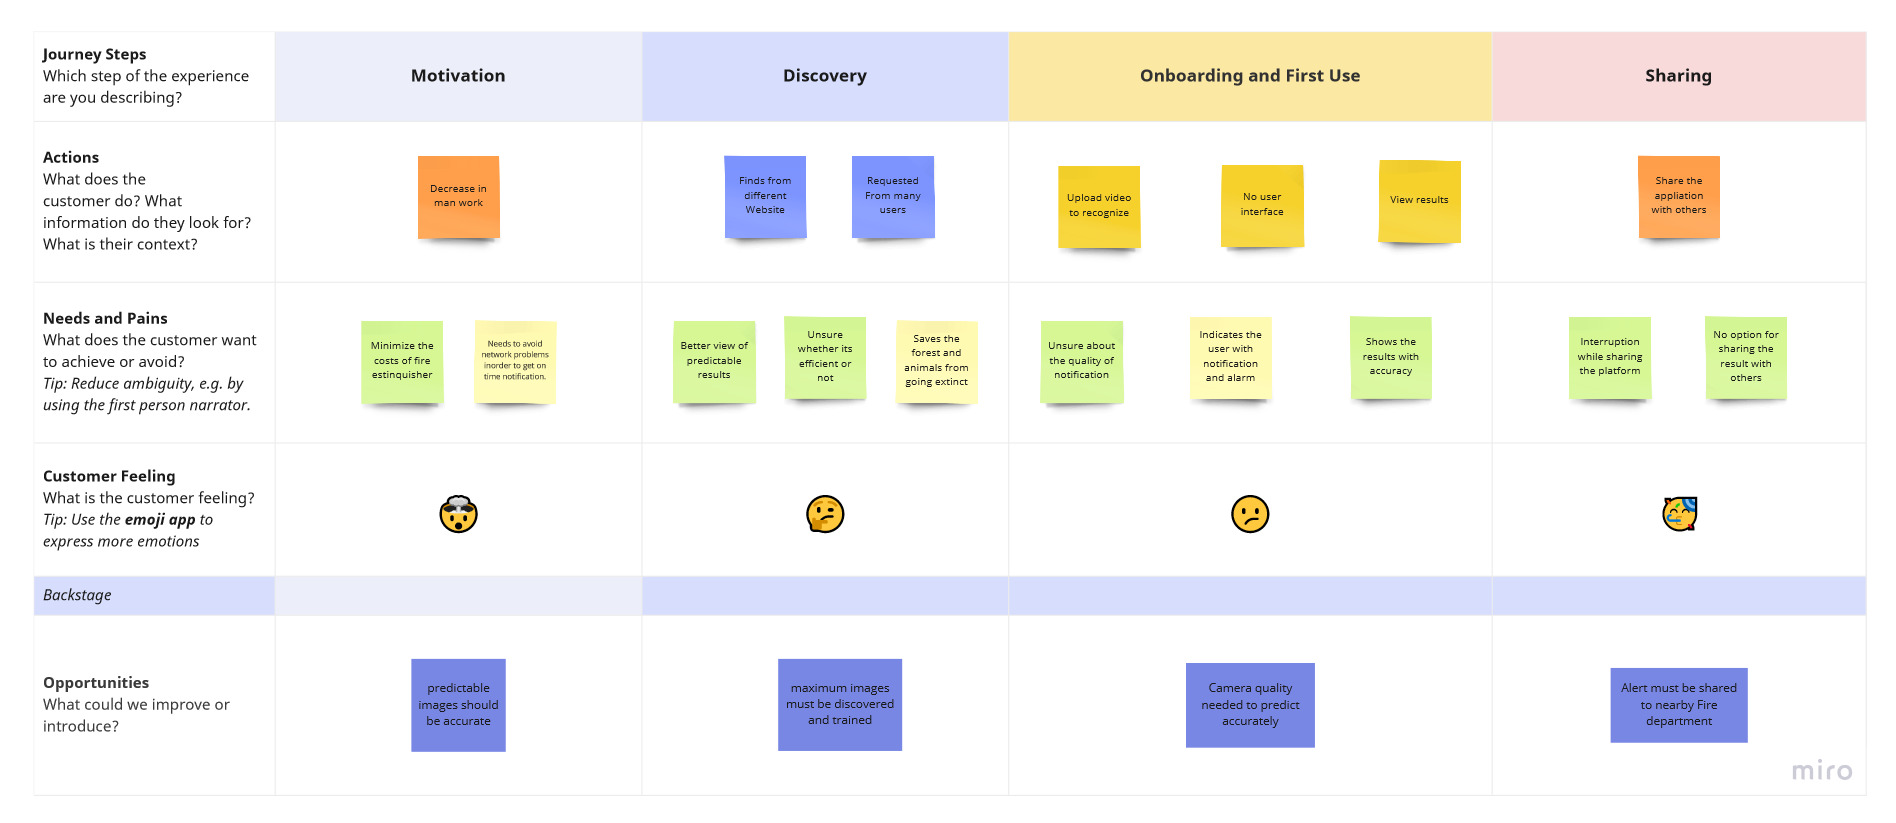 Journey Steps
Which step of the experience
are you describing?
Motivation
Discovery
Onboarding and First Use
Sharing
Actions
What does the
customer do? What
information do they look for?
What is their context?
Decrease in
man work
Finds from
different
Website
Requested
From many
users
Upload video
to recognize
No user
interface
View results
Share the
appliation
with others
Needs and Pains
What does the customer want
to achieve or avoid?
Tip: Reduce ambiguity, e.g. by
using the first person narrator.
Minimize the
costs of fire
estinquisher
Needs to avoid
network problems
inorder to get on
time notification.
Better view of
predictable
results
Unsure
whether its
efficient or
not
Saves the
forest and
animals from
going extinct
Unsure about
the quality of
notification
Indicates the
user with
notification
and alarm
Shows the
results with
accuracy
Interruption
while sharing
the platform
No option for
sharing the
result with
others
Customer Feeling
What is the customer feeling?
Tip: Use the emoji app to
express more emotions
Backstage
Opportunities
What could we improve or
introduce?
predictable
images should
be accurate
maximum images
must be discovered
and trained
Camera quality
needed to predict
accurately
Alert must be shared
to nearby Fire
department
miro